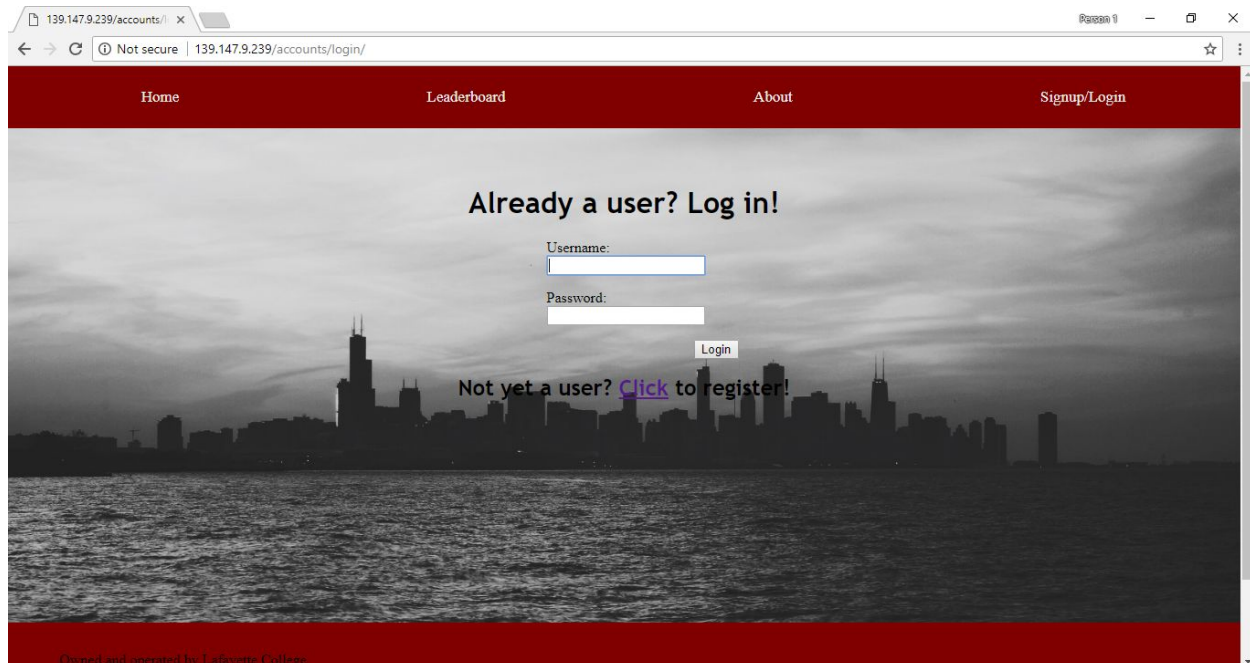 139.147.9.239/accounts/l
Person 1
Not secure | 139.147.9.239/accounts/login/
Home Leaderboard About Signup/Login
Already a user? Log in!
Username:
Password:
Login
Not yet a user? Click to register!
Owned and operated by Lafayette College